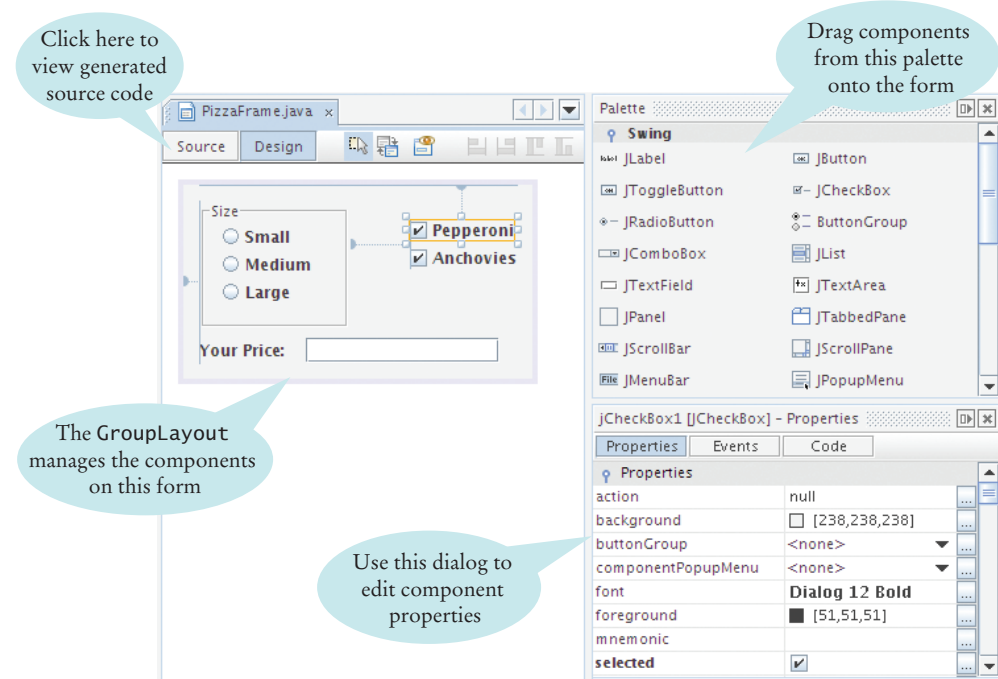 Click here to
view generated
source code
Drag components
from this palette
onto the form
PizzaFrame.java
Source Design
Size
Small
Medium
Large
Pepperoni
Anchovies
Your Price:
The GroupLayout
manages the components
on this form
Use this dialog to
edit component
properties
Palette
Swing
label JLabel
OK JButton
OK JToggleButton
JCheckBox
JRadioButton
ButtonGroup
JComboBox
JList
JTextField
JTextArea
JPanel
JTabbedPane
JScrollBar
JScrollPane
File JMenuBar
JPopupMenu
jCheckBox1 [JCheckBox] - Properties
Properties Events Code
Properties
action null ...
background [238,238,238] ...
buttonGroup <none> ...
componentPopupMenu <none> ...
font Dialog 12 Bold ...
foreground [51,51,51] ...
mnemonic ...
selected ...